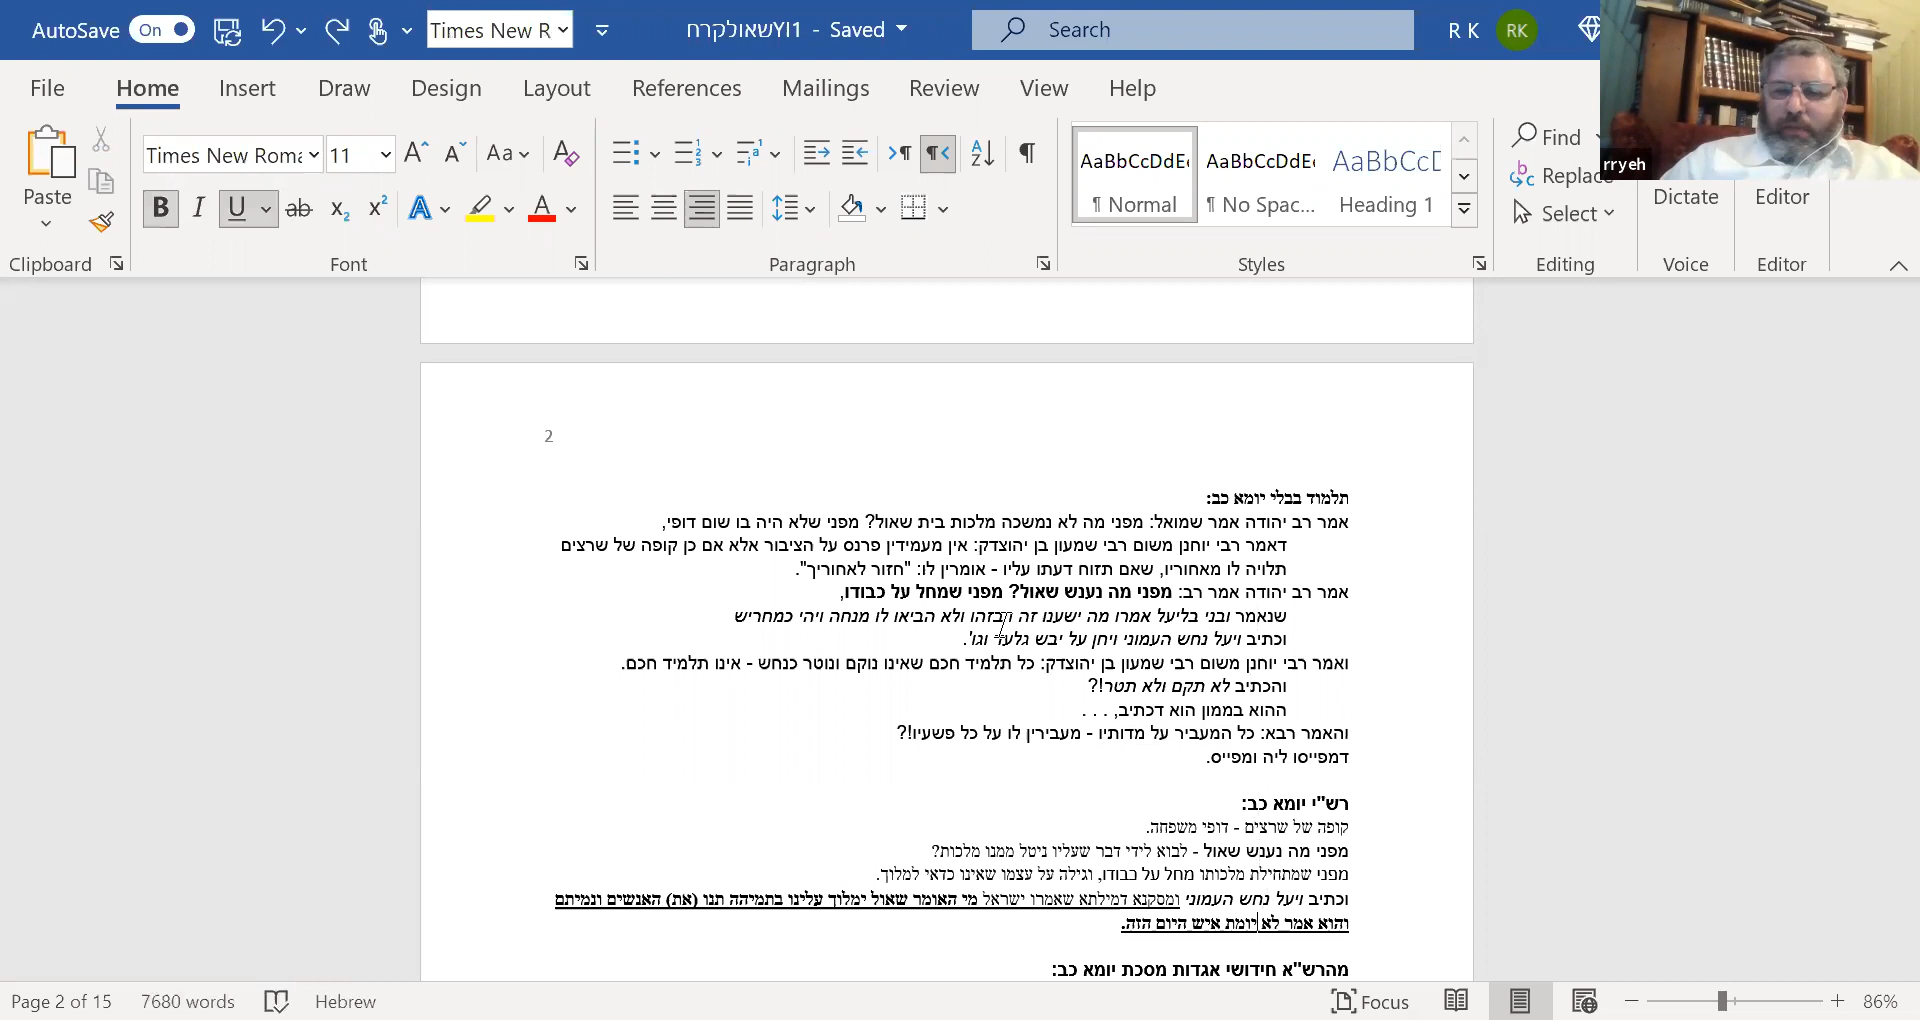 AutoSave On Times New R שאולקרחYI1 - Saved Search R K RK
File Home Insert Draw Design Layout References Mailings Review View Help
rryeh
Paste Times New Roma 11 Aa
B I U ab x₂ x² A A
AaBbCcDdE AaBbCcDdE AaBbCcD
¶ Normal ¶ No Spac... Heading 1
Find
Replace
Select
Dictate Editor
Clipboard Font Paragraph Styles Editing Voice Editor
2
תלמוד בבלי יומא כב:
אמר רב יהודה אמר שמואל: מפני מה לא נמשכה מלכות בית שאול? מפני שלא היה בו שום דופי,
דאמר רבי יוחנן משום רבי שמעון בן יהוצדק: אין מעמידין פרנס על הציבור אלא אם כן קופה של שרצים
תלויה לו מאחוריו, שאם תזוח דעתו עליו - אומרין לו: "חזור לאחוריך".
אמר רב יהודה אמר רב: מפני מה נענש שאול? מפני שמחל על כבודו,
שנאמר ובני בליעל אמרו מה ישענו זה ויבזהו ולא הביאו לו מנחה ויהי כמחריש
וכתיב ויעל נחש העמוני ויחן על יבש גלעד וגו'.
ואמר רבי יוחנן משום רבי שמעון בן יהוצדק: כל תלמיד חכם שאינו נוקם ונוטר כנחש - אינו תלמיד חכם.
והכתיב לא תקם ולא תטר!?
ההוא בממון הוא דכתיב, . . .
והאמר רבא: כל המעביר על מדותיו - מעבירין לו על כל פשעיו!?
דמפייסו ליה ומפייס.
רש"י יומא כב:
קופה של שרצים - דופי משפחה.
מפני מה נענש שאול - לבוא לידי דבר שעליו ניטל ממנו מלכות?
מפני שמתחילת מלכותו מחל על כבודו, וגילה על עצמו שאינו כדאי למלוך.
וכתיב ויעל נחש העמוני ומסקנא דמילתא שאמרו ישראל מי האומר שאול ימלוך עלינו בתמיהה תנו (את) האנשים ונמיתם
והוא אמר לא יומת איש היום הזה.
מהרש"א חידושי אגדות מסכת יומא כב:
Page 2 of 15 7680 words Hebrew Focus 86%